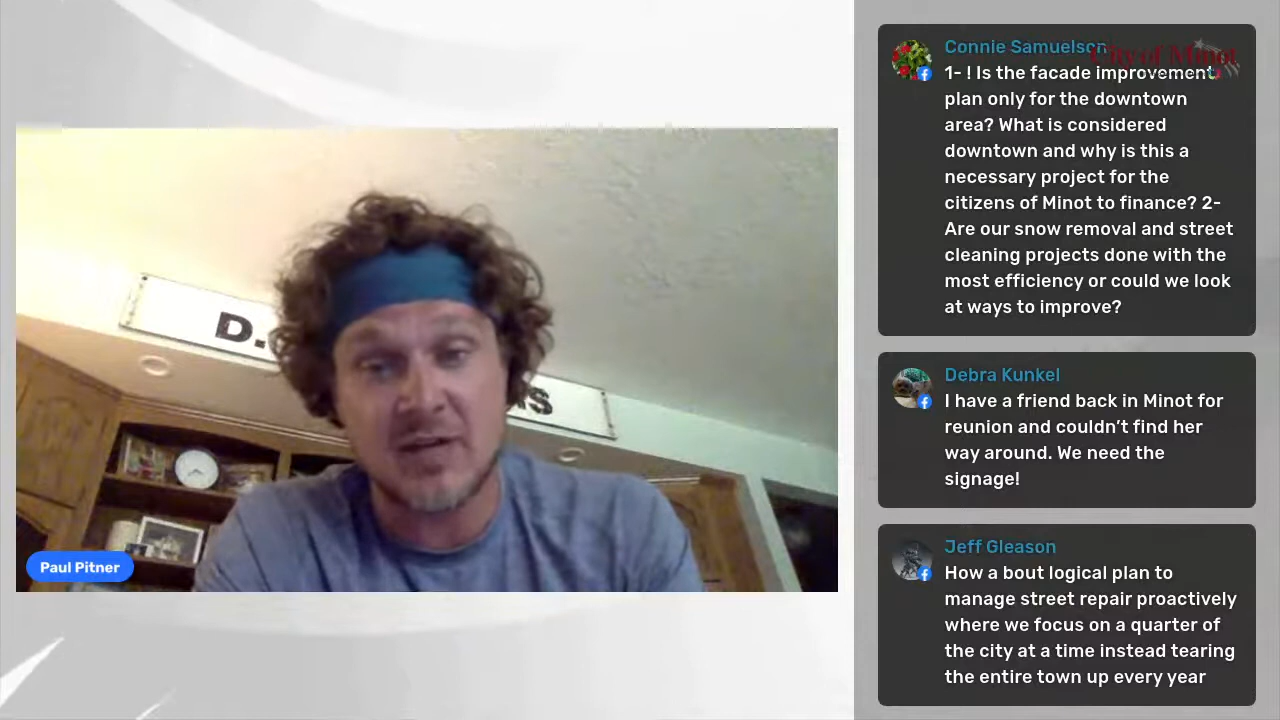 D.
S
Paul Pitner
Connie Samuelson
City of Minot
1- ! Is the facade improvement
plan only for the downtown
area? What is considered
downtown and why is this a
necessary project for the
citizens of Minot to finance? 2-
Are our snow removal and street
cleaning projects done with the
most efficiency or could we look
at ways to improve?
Debra Kunkel
I have a friend back in Minot for
reunion and couldn’t find her
way around. We need the
signage!
Jeff Gleason
How a bout logical plan to
manage street repair proactively
where we focus on a quarter of
the city at a time instead tearing
the entire town up every year